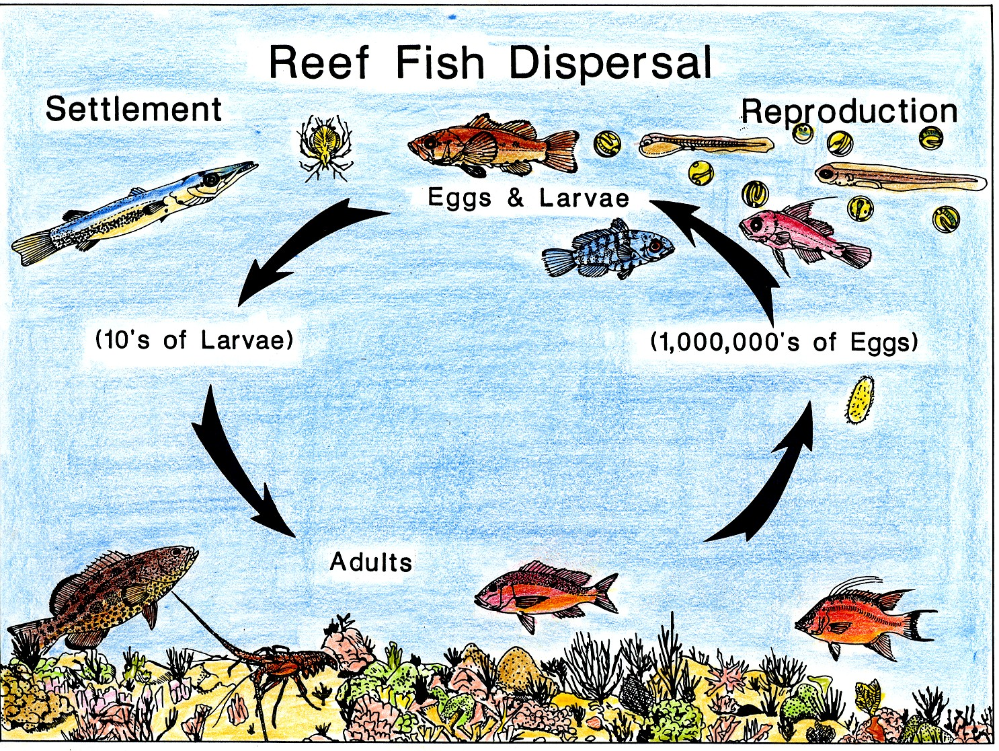 Reef Fish Dispersal
Settlement
Reproduction
Eggs & Larvae
(10's of Larvae)
(1,000,000's of Eggs)
Adults